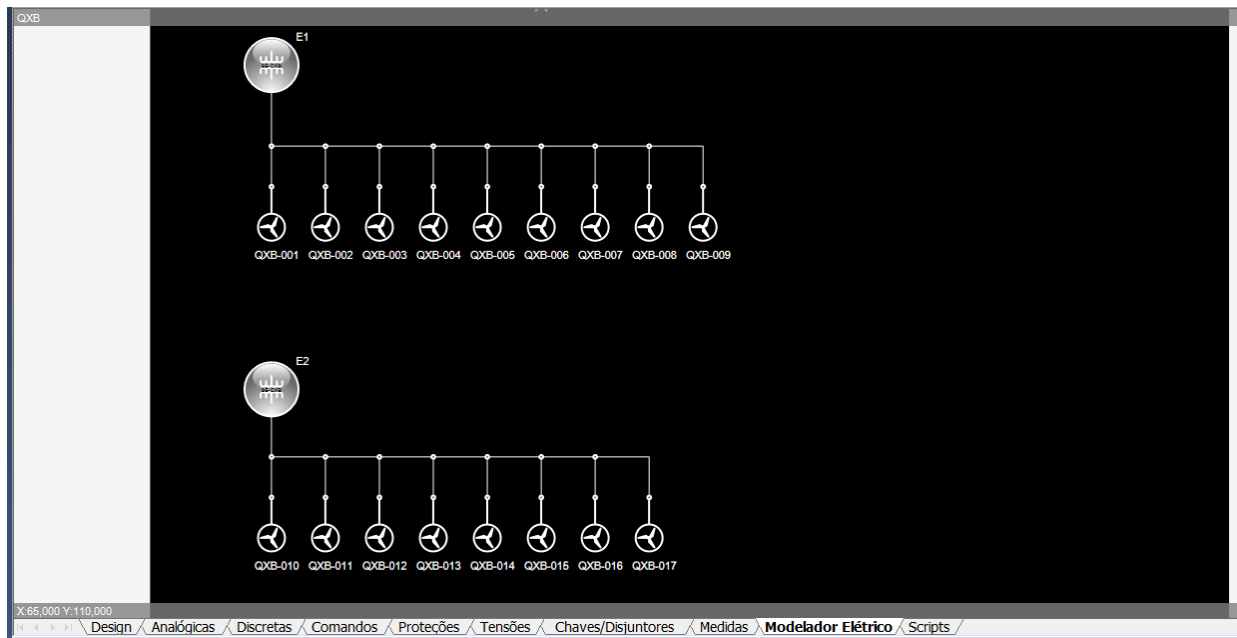 QXB
E1
QXB-001 QXB-002 QXB-003 QXB-004 QXB-005 QXB-006 QXB-007 QXB-008 QXB-009
E2
QXB-010 QXB-011 QXB-012 QXB-013 QXB-014 QXB-015 QXB-016 QXB-017
X:65,000 Y:110,000
Design Analógicas Discretas Comandos Proteções Tensões Chaves/Disjuntores Medidas Modelador Elétrico Scripts